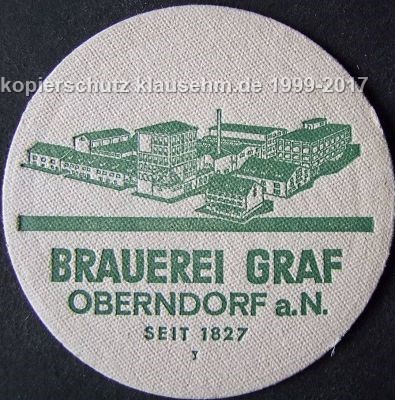 kopierschutz klausehm.de 1999-2017
BRAUEREI GRAF
OBERNDORF a.N.
SEIT 1827